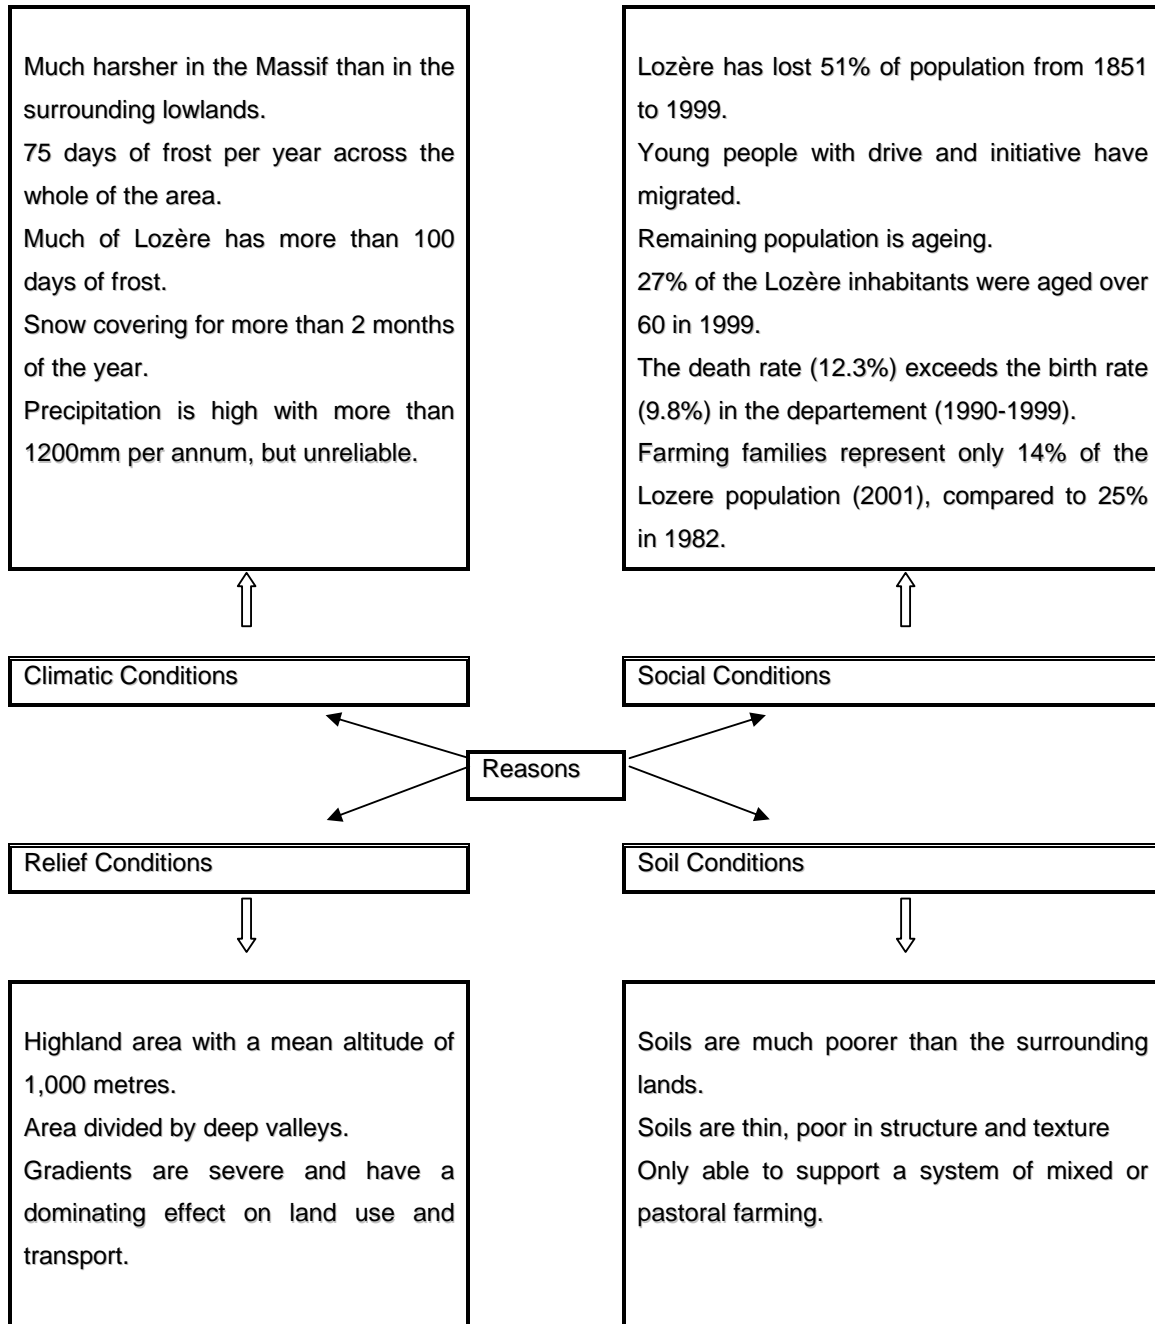 Much harsher in the Massif than in the
surrounding lowlands.
75 days of frost per year across the
whole of the area.
Much of Lozère has more than 100
days of frost.
Snow covering for more than 2 months
of the year.
Precipitation is high with more than
1200mm per annum, but unreliable.
Lozère has lost 51% of population from 1851
to 1999.
Young people with drive and initiative have
migrated.
Remaining population is ageing.
27% of the Lozère inhabitants were aged over
60 in 1999.
The death rate (12.3%) exceeds the birth rate
(9.8%) in the departement (1990-1999).
Farming families represent only 14% of the
Lozere population (2001), compared to 25%
in 1982.
Climatic Conditions
Social Conditions
Reasons
Relief Conditions
Soil Conditions
Highland area with a mean altitude of
1,000 metres.
Area divided by deep valleys.
Gradients are severe and have a
dominating effect on land use and
transport.
Soils are much poorer than the surrounding
lands.
Soils are thin, poor in structure and texture
Only able to support a system of mixed or
pastoral farming.